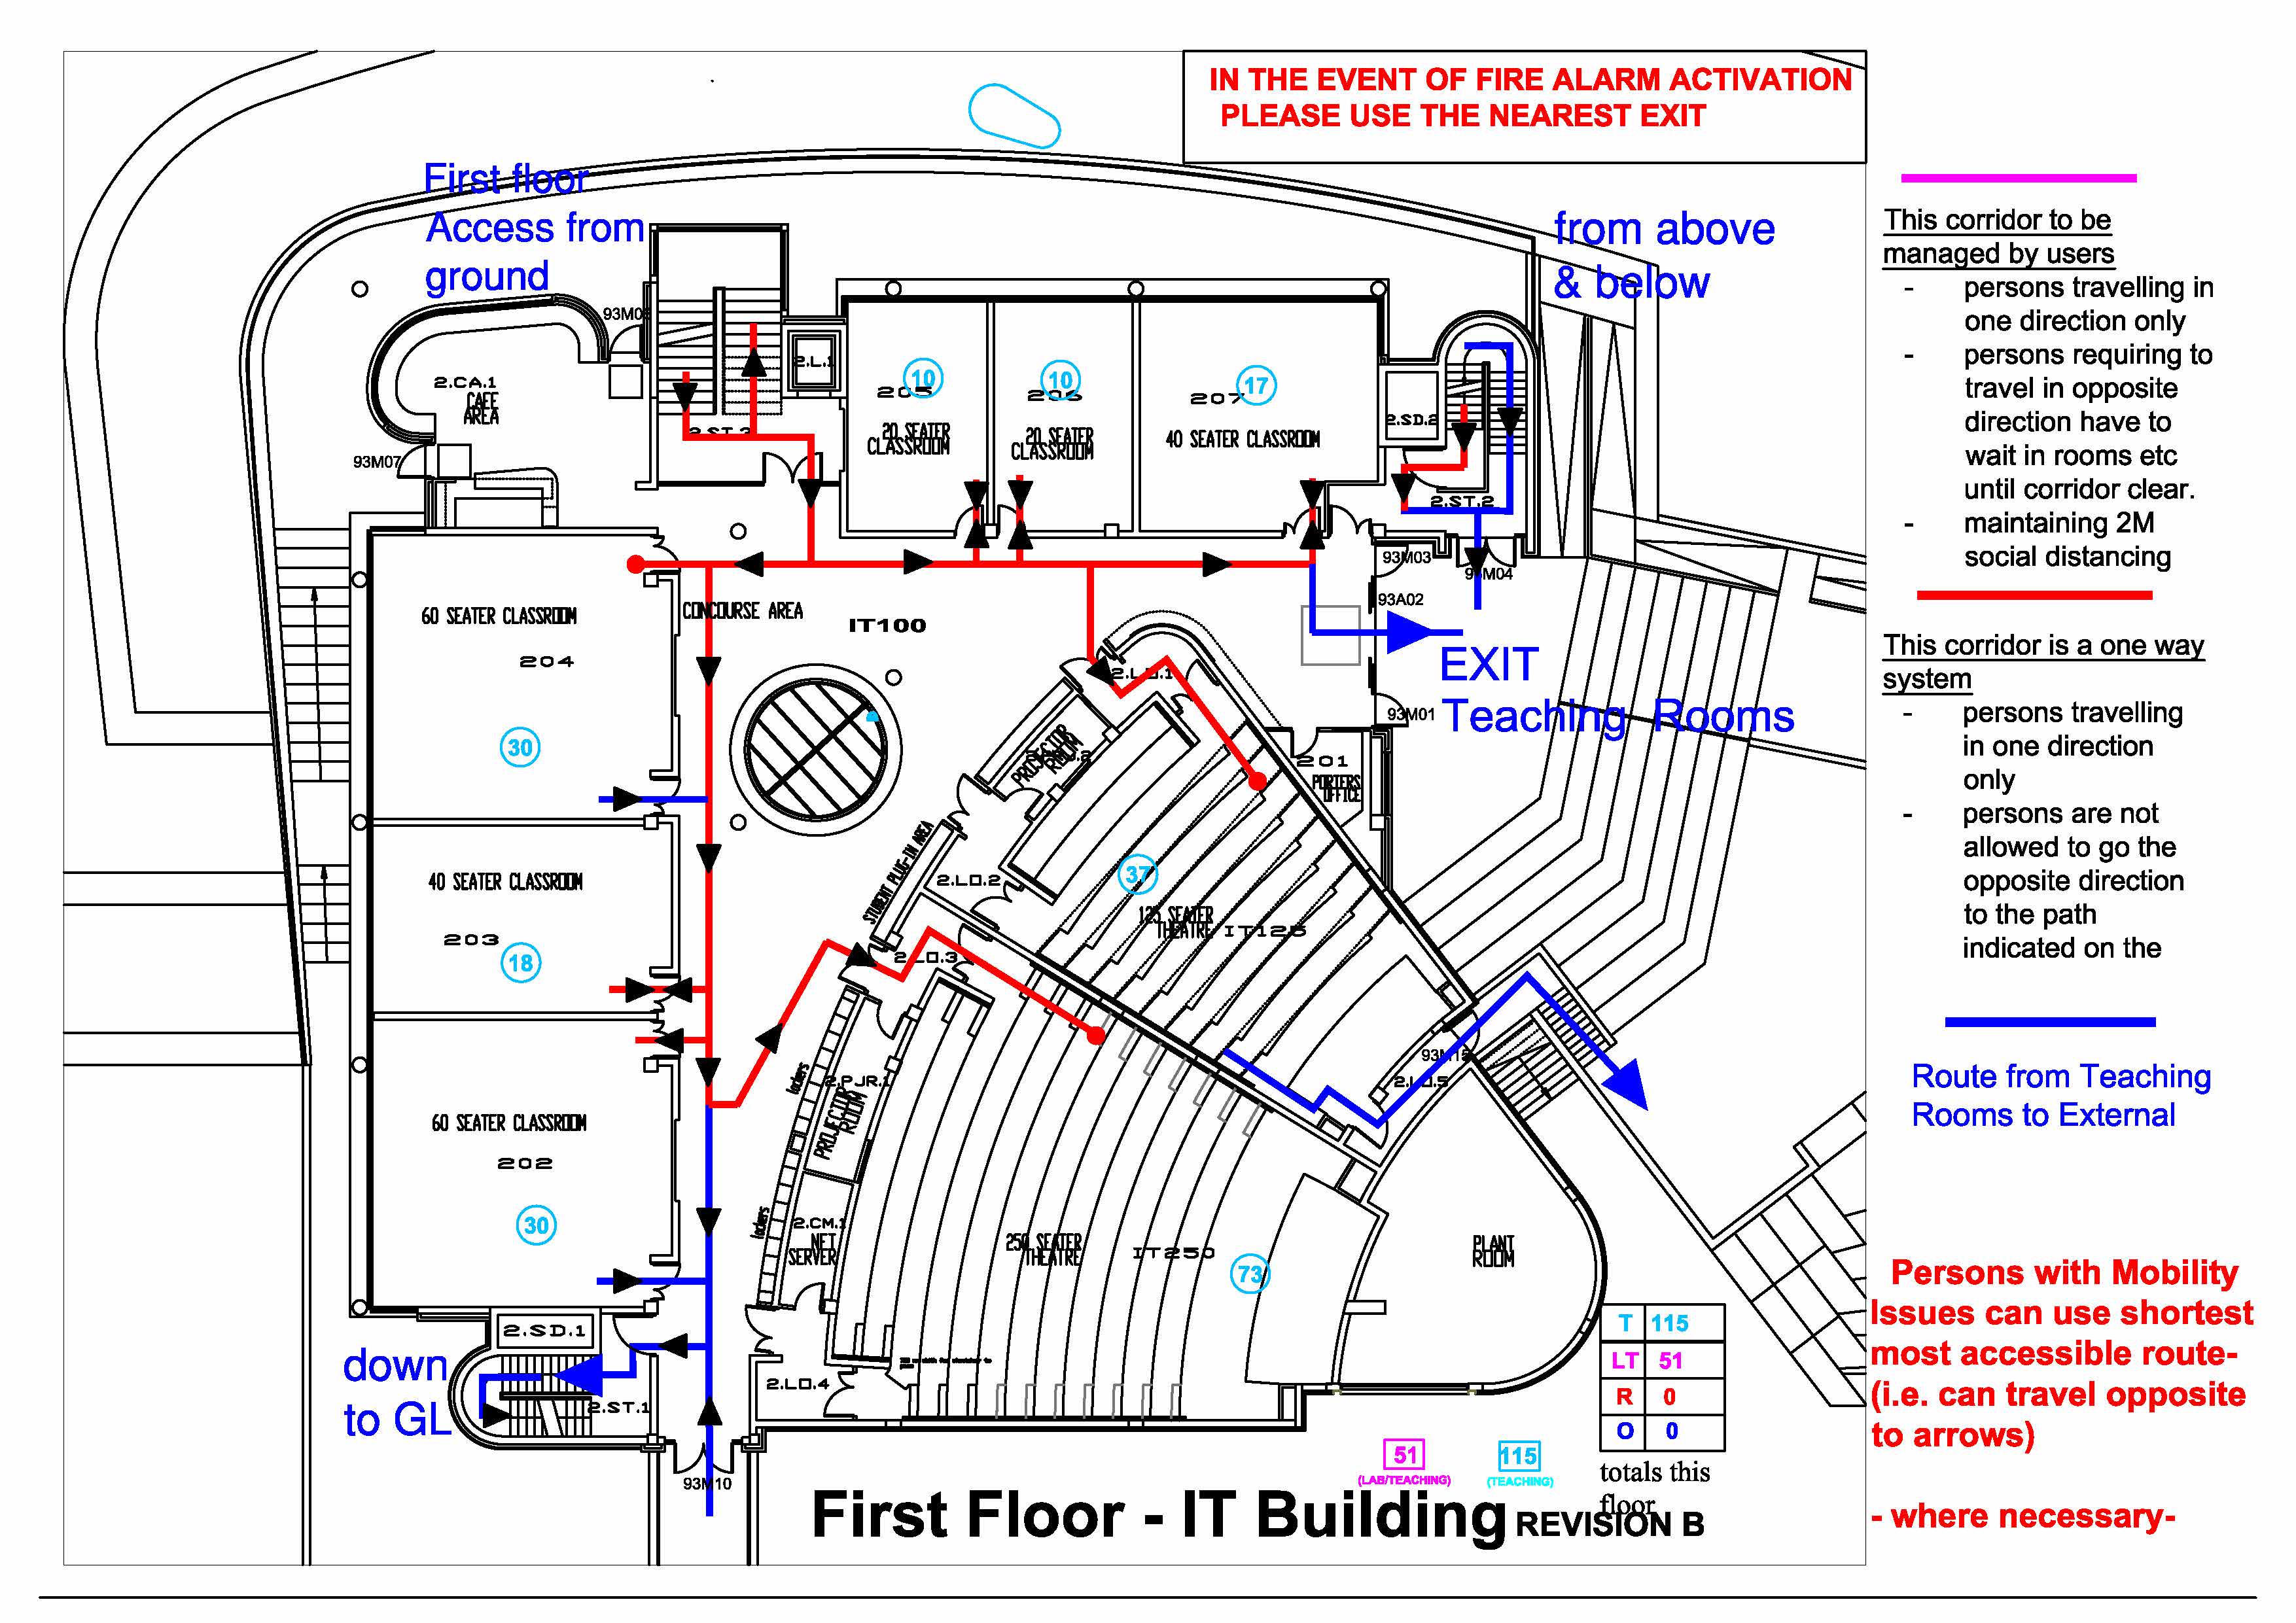 IN THE EVENT OF FIRE ALARM ACTIVATION
PLEASE USE THE NEAREST EXIT
First floor
Access from
ground
from above
& below
93M07
2.CA.1
CAFE
AREA
2.L.1
2.ST.3
10
205
20 SEATER
CLASSROOM
10
206
20 SEATER
CLASSROOM
17
207
40 SEATER CLASSROOM
2.SD.2
2.ST.2
93M03
93M04
93A02
93M01
EXIT
Teaching Rooms
60 SEATER CLASSROOM
204
30
CONCOURSE AREA
IT100
2.LO.1
PROJECTOR
ROOM
201
PORTERS
OFFICE
STUDENT PLUG-IN AREA
2.LO.2
37
125 SEATER
THEATRE IT125
40 SEATER CLASSROOM
203
18
2.LO.3
93M15
2.LO.5
lockers
2.PJR.1
PROJECTOR
ROOM
60 SEATER CLASSROOM
202
30
lockers
2.CM.1
NET
SERVER
250 SEATER
THEATRE
IT250
73
PLANT
ROOM
2.SD.1
down
to GL
2.ST.1
2.LO.4
93M10
T 115
LT 51
R 0
O 0
totals this
floor
51
(LAB/TEACHING)
115
(TEACHING)
First Floor - IT Building REVISION B
This corridor to be
managed by users
- persons travelling in
one direction only
- persons requiring to
travel in opposite
direction have to
wait in rooms etc
until corridor clear.
- maintaining 2M
social distancing
This corridor is a one way
system
- persons travelling
in one direction
only
- persons are not
allowed to go the
opposite direction
to the path
indicated on the
Route from Teaching
Rooms to External
Persons with Mobility
Issues can use shortest
most accessible route-
(i.e. can travel opposite
to arrows)
- where necessary-